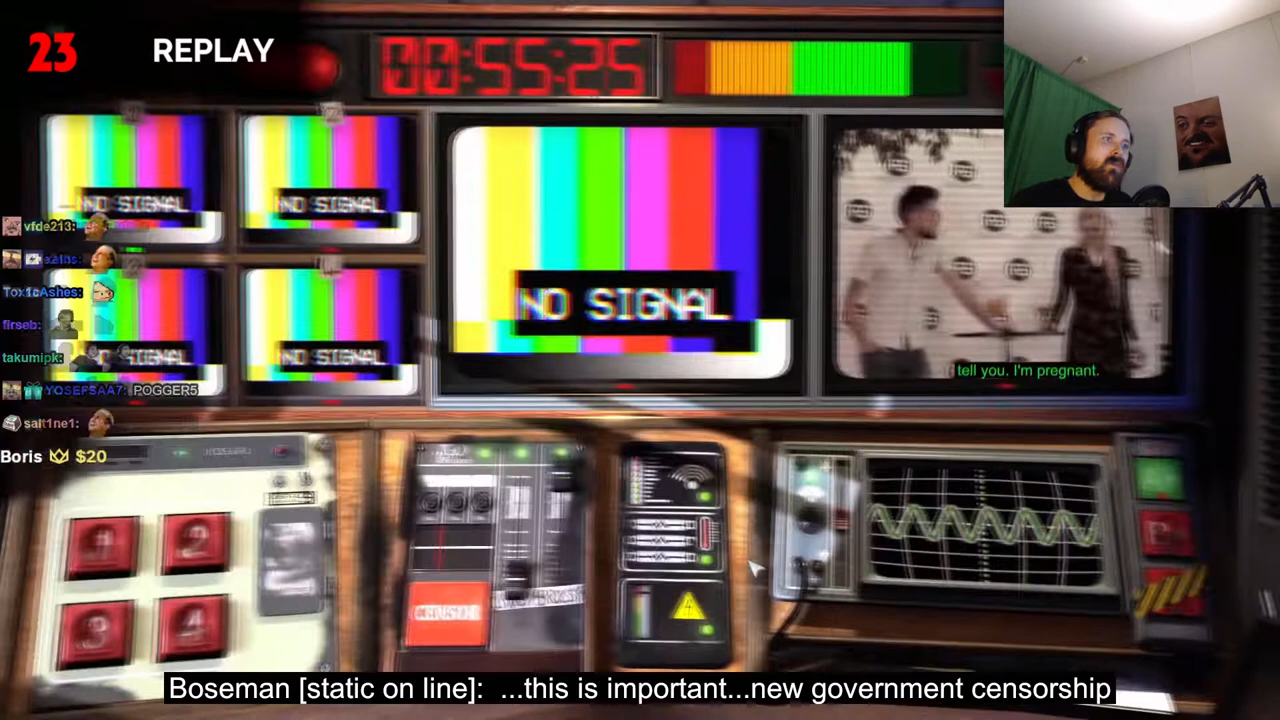 23
REPLAY
00:55:25
NO SIGNAL
NO SIGNAL
NO SIGNAL
NO SIGNAL
NO SIGNAL
tell you. I'm pregnant.
vfde213:
Tox1cAshes:
firseb:
takumipk:
YOSEFSAA7: POGGER5
salt1ne1:
Boris $20
1
2
3
4
CENSOR
4
Boseman [static on line]: ...this is important...new government censorship